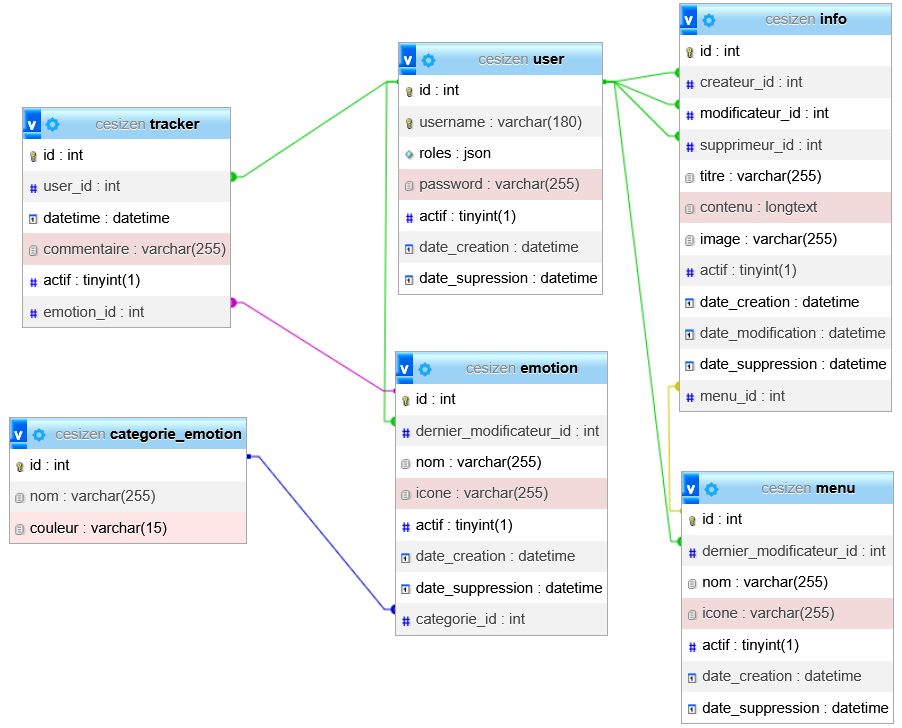 v cesizen tracker
id : int
user_id : int
datetime : datetime
commentaire : varchar(255)
actif : tinyint(1)
emotion_id : int
v cesizen categorie_emotion
id : int
nom : varchar(255)
couleur : varchar(15)
v cesizen user
id : int
username : varchar(180)
roles : json
password : varchar(255)
actif : tinyint(1)
date_creation : datetime
date_supression : datetime
v cesizen emotion
id : int
dernier_modificateur_id : int
nom : varchar(255)
icone : varchar(255)
actif : tinyint(1)
date_creation : datetime
date_suppression : datetime
categorie_id : int
v cesizen info
id : int
createur_id : int
modificateur_id : int
supprimeur_id : int
titre : varchar(255)
contenu : longtext
image : varchar(255)
actif : tinyint(1)
date_creation : datetime
date_modification : datetime
date_suppression : datetime
menu_id : int
v cesizen menu
id : int
dernier_modificateur_id : int
nom : varchar(255)
icone : varchar(255)
actif : tinyint(1)
date_creation : datetime
date_suppression : datetime